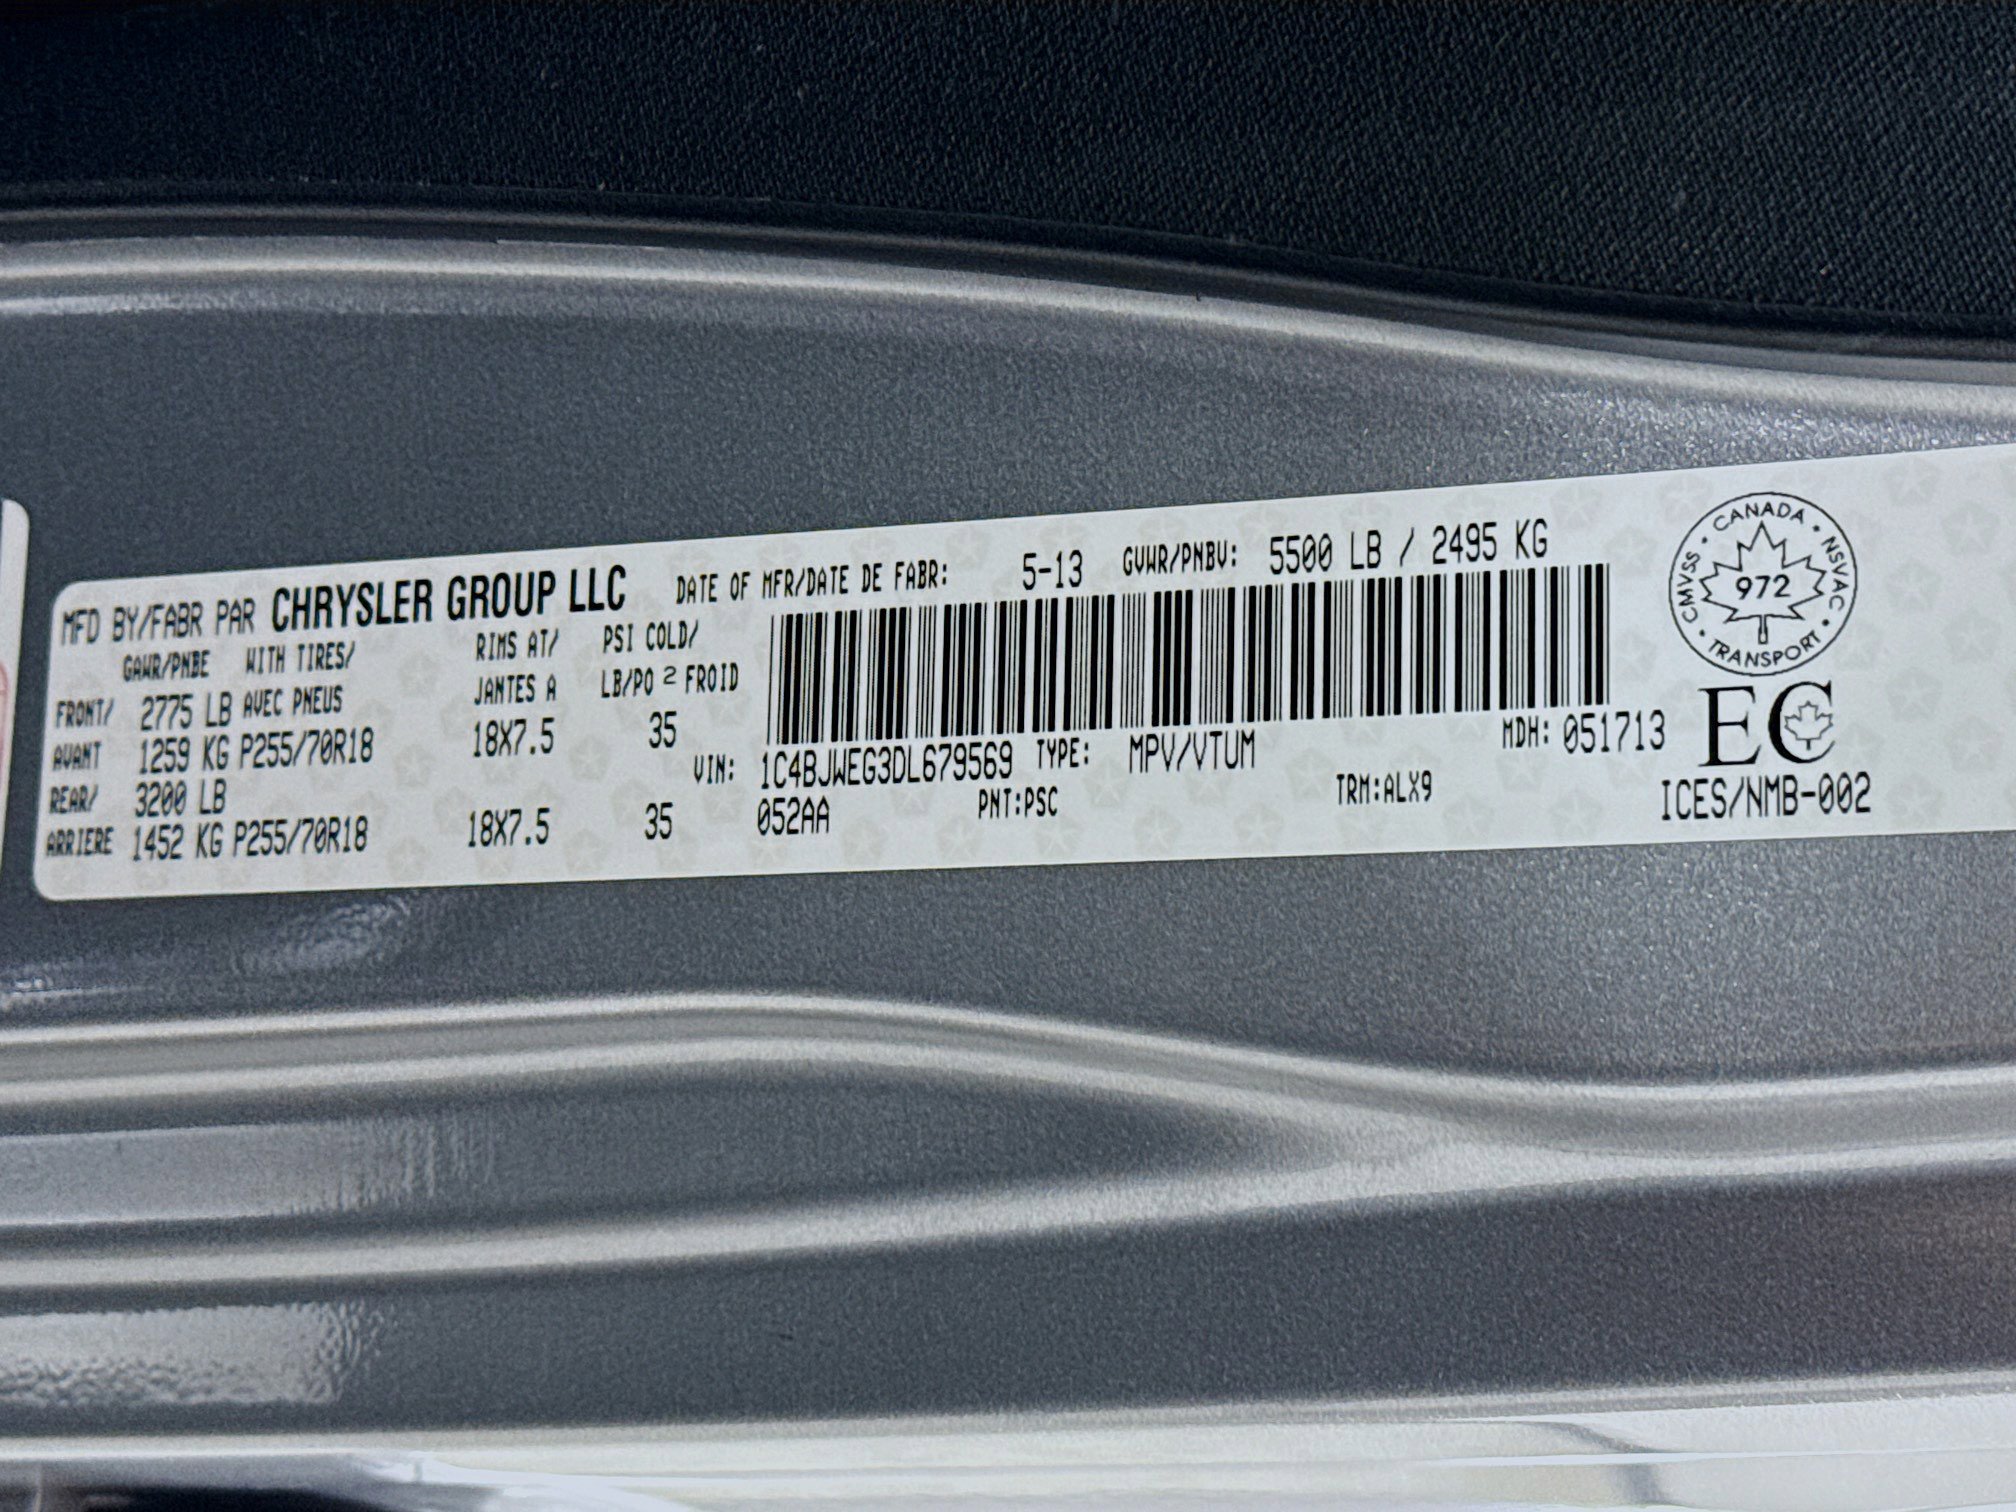 MFD BY/FABR PAR CHRYSLER GROUP LLC DATE OF MFR/DATE DE FABR: 5-13 GVWR/PNBV: 5500 LB / 2495 KG
GAWR/PNBE WITH TIRES/ RIMS AT/ PSI COLD/
AVEC PNEUS JANTES A LB/PO 2 FROID
FRONT/ 2775 LB
AVANT 1259 KG P255/70R18 18X7.5 35
REAR/ 3200 LB
ARRIERE 1452 KG P255/70R18 18X7.5 35
VIN: 1C4BJWEG3DL679569 TYPE: MPV/VTUM MDH: 051713
052AA PNT:PSC TRM:ALX9
CANADA
CMVSS • NSVAC
972
TRANSPORT
EC
ICES/NMB-002